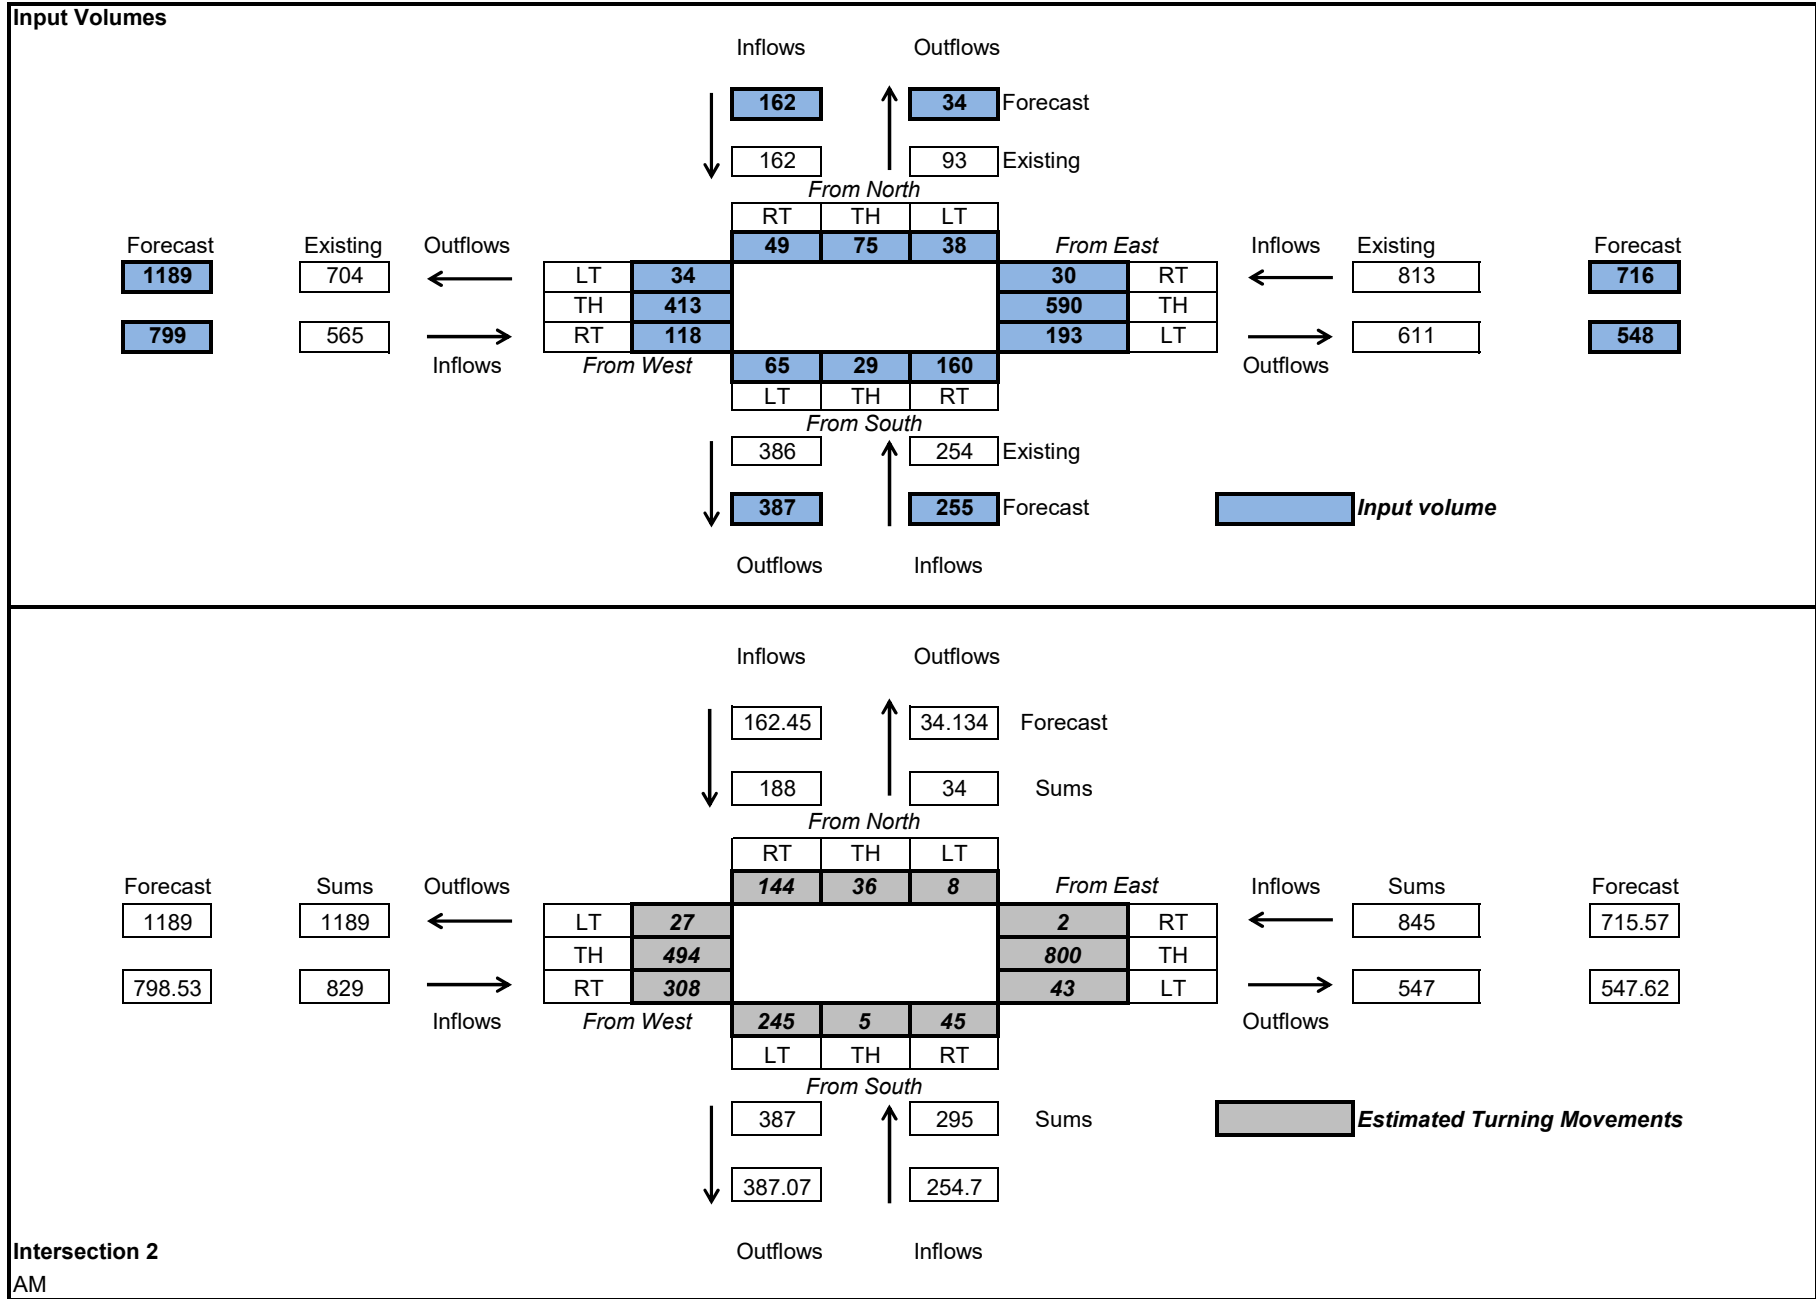 Input Volumes
Inflows Outflows
162 34 Forecast
162 93 Existing
From North
RT TH LT
Forecast Existing Outflows 49 75 38 From East Inflows Existing Forecast
1189 704 LT 34 30 RT 813 716
TH 413 590 TH
799 565 RT 118 193 LT 611 548
Inflows From West 65 29 160 Outflows
LT TH RT
From South
386 254 Existing
387 255 Forecast Input volume
Outflows Inflows
Inflows Outflows
162.45 34.134 Forecast
188 34 Sums
From North
RT TH LT
Forecast Sums Outflows 144 36 8 From East Inflows Sums Forecast
1189 1189 LT 27 2 RT 845 715.57
TH 494 800 TH
798.53 829 RT 308 43 LT 547 547.62
Inflows From West 245 5 45 Outflows
LT TH RT
From South
387 295 Sums Estimated Turning Movements
387.07 254.7
Intersection 2 Outflows Inflows
AM